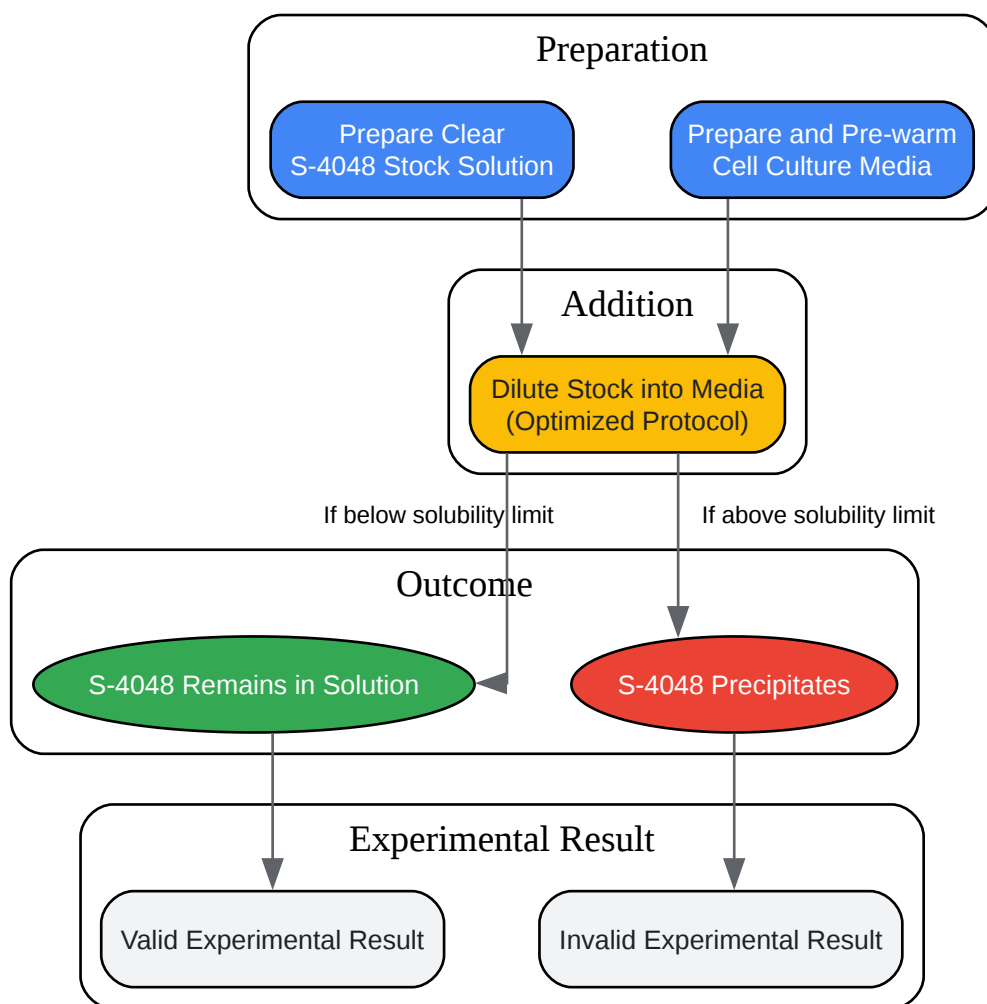 Preparation
Prepare Clear
S-4048 Stock Solution
Prepare and Pre-warm
Cell Culture Media
Addition
Dilute Stock into Media
(Optimized Protocol)
If below solubility limit
If above solubility limit
Outcome
S-4048 Remains in Solution
S-4048 Precipitates
Experimental Result
Valid Experimental Result
Invalid Experimental Result